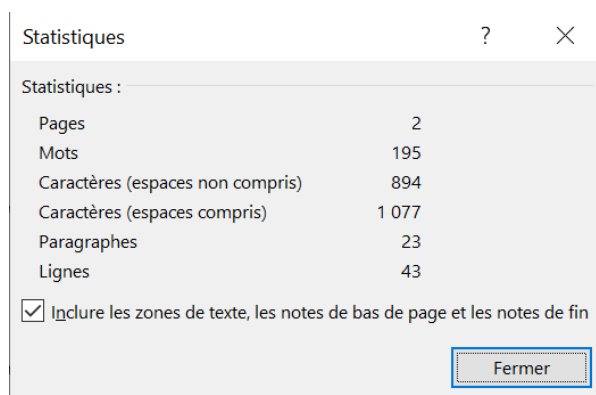 Statistiques ? ×
Statistiques :
Pages 2
Mots 195
Caractères (espaces non compris) 894
Caractères (espaces compris) 1 077
Paragraphes 23
Lignes 43
Inclure les zones de texte, les notes de bas de page et les notes de fin
Fermer